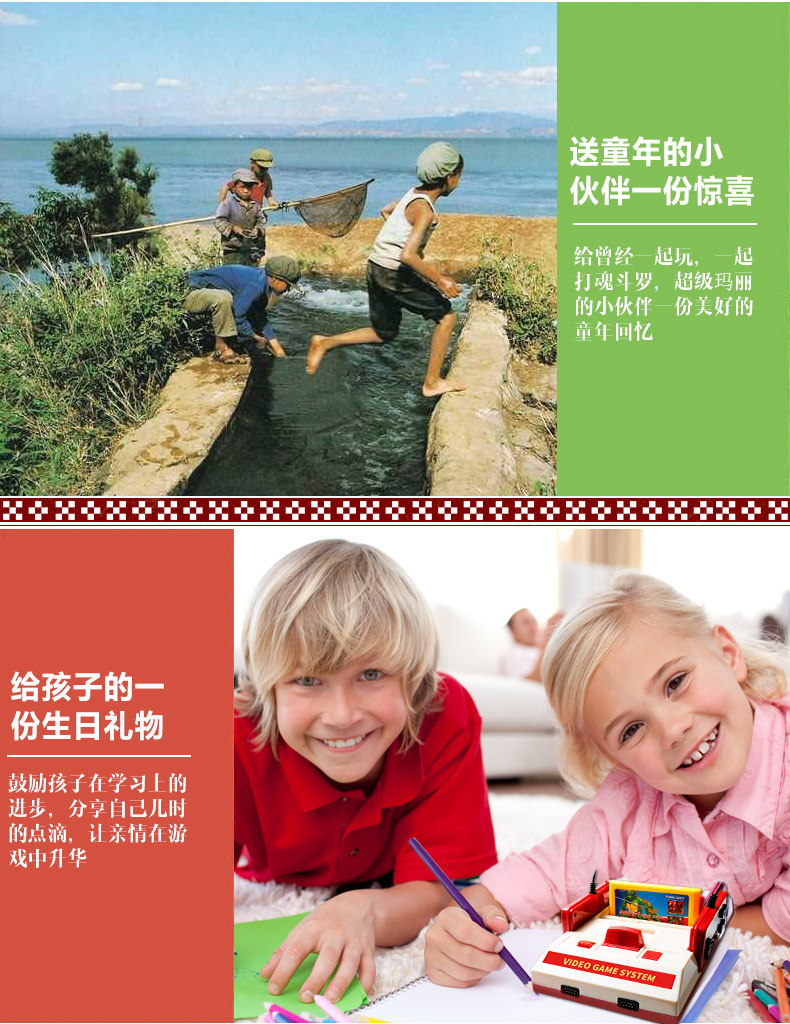 送童年的小
伙伴一份惊喜
给曾经一起玩，一起
打魂斗罗，超级玛丽
的小伙伴一份美好的
童年回忆
给孩子的一
份生日礼物
鼓励孩子在学习上的
进步，分享自己儿时
的点滴，让亲情在游
戏中升华
VIDEO GAME SYSTEM